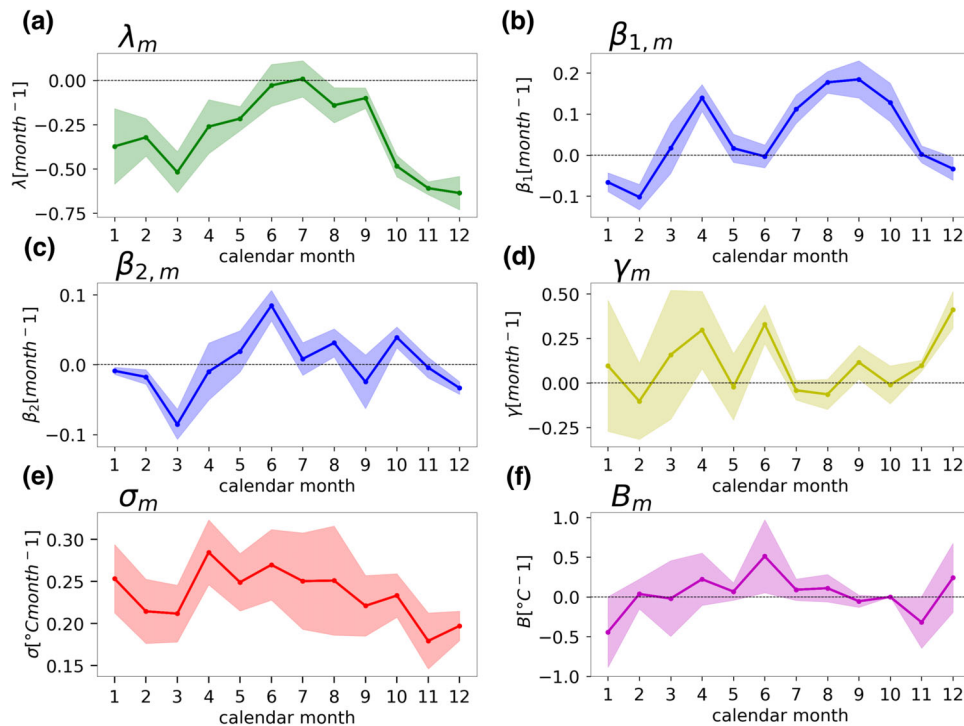 (a)
λm
0.00
−0.25
−0.50
−0.75
λ[month−1]
1 2 3 4 5 6 7 8 9 10 11 12
calendar month
(b)
β1, m
0.2
0.1
0.0
−0.1
β1[month−1]
1 2 3 4 5 6 7 8 9 10 11 12
calendar month
(c)
β2, m
0.1
0.0
−0.1
β2[month−1]
1 2 3 4 5 6 7 8 9 10 11 12
calendar month
(d)
γm
0.50
0.25
0.00
−0.25
γ[month−1]
1 2 3 4 5 6 7 8 9 10 11 12
calendar month
(e)
σm
0.30
0.25
0.20
0.15
σ[°Cmonth−1]
1 2 3 4 5 6 7 8 9 10 11 12
calendar month
(f)
Bm
1.0
0.5
0.0
−0.5
−1.0
B[°C−1]
1 2 3 4 5 6 7 8 9 10 11 12
calendar month